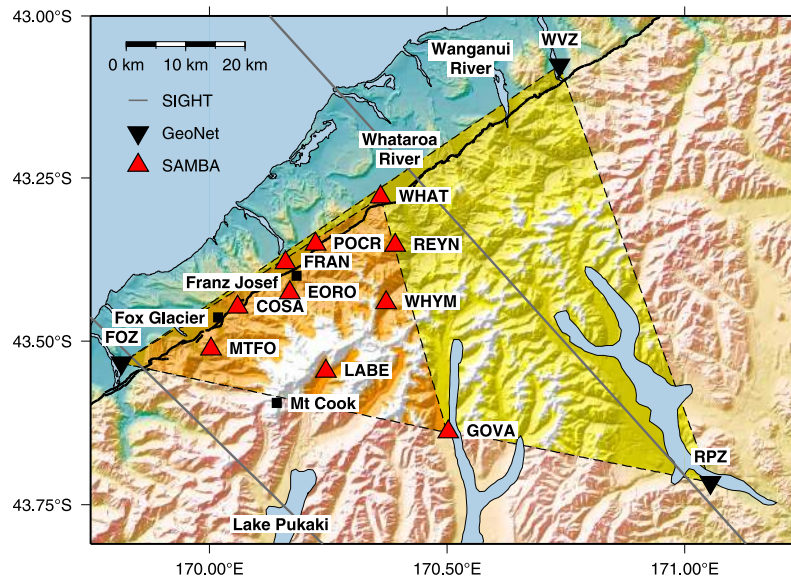 43.00°S
43.25°S
43.50°S
43.75°S
170.00°E
170.50°E
171.00°E
0 km 10 km 20 km
SIGHT
GeoNet
SAMBA
Wanganui
River
WVZ
Whataroa
River
WHAT
POCR
REYN
FRAN
Franz Josef
EORO
COSA
WHYM
Fox Glacier
FOZ
MTFO
LABE
Mt Cook
GOVA
RPZ
Lake Pukaki